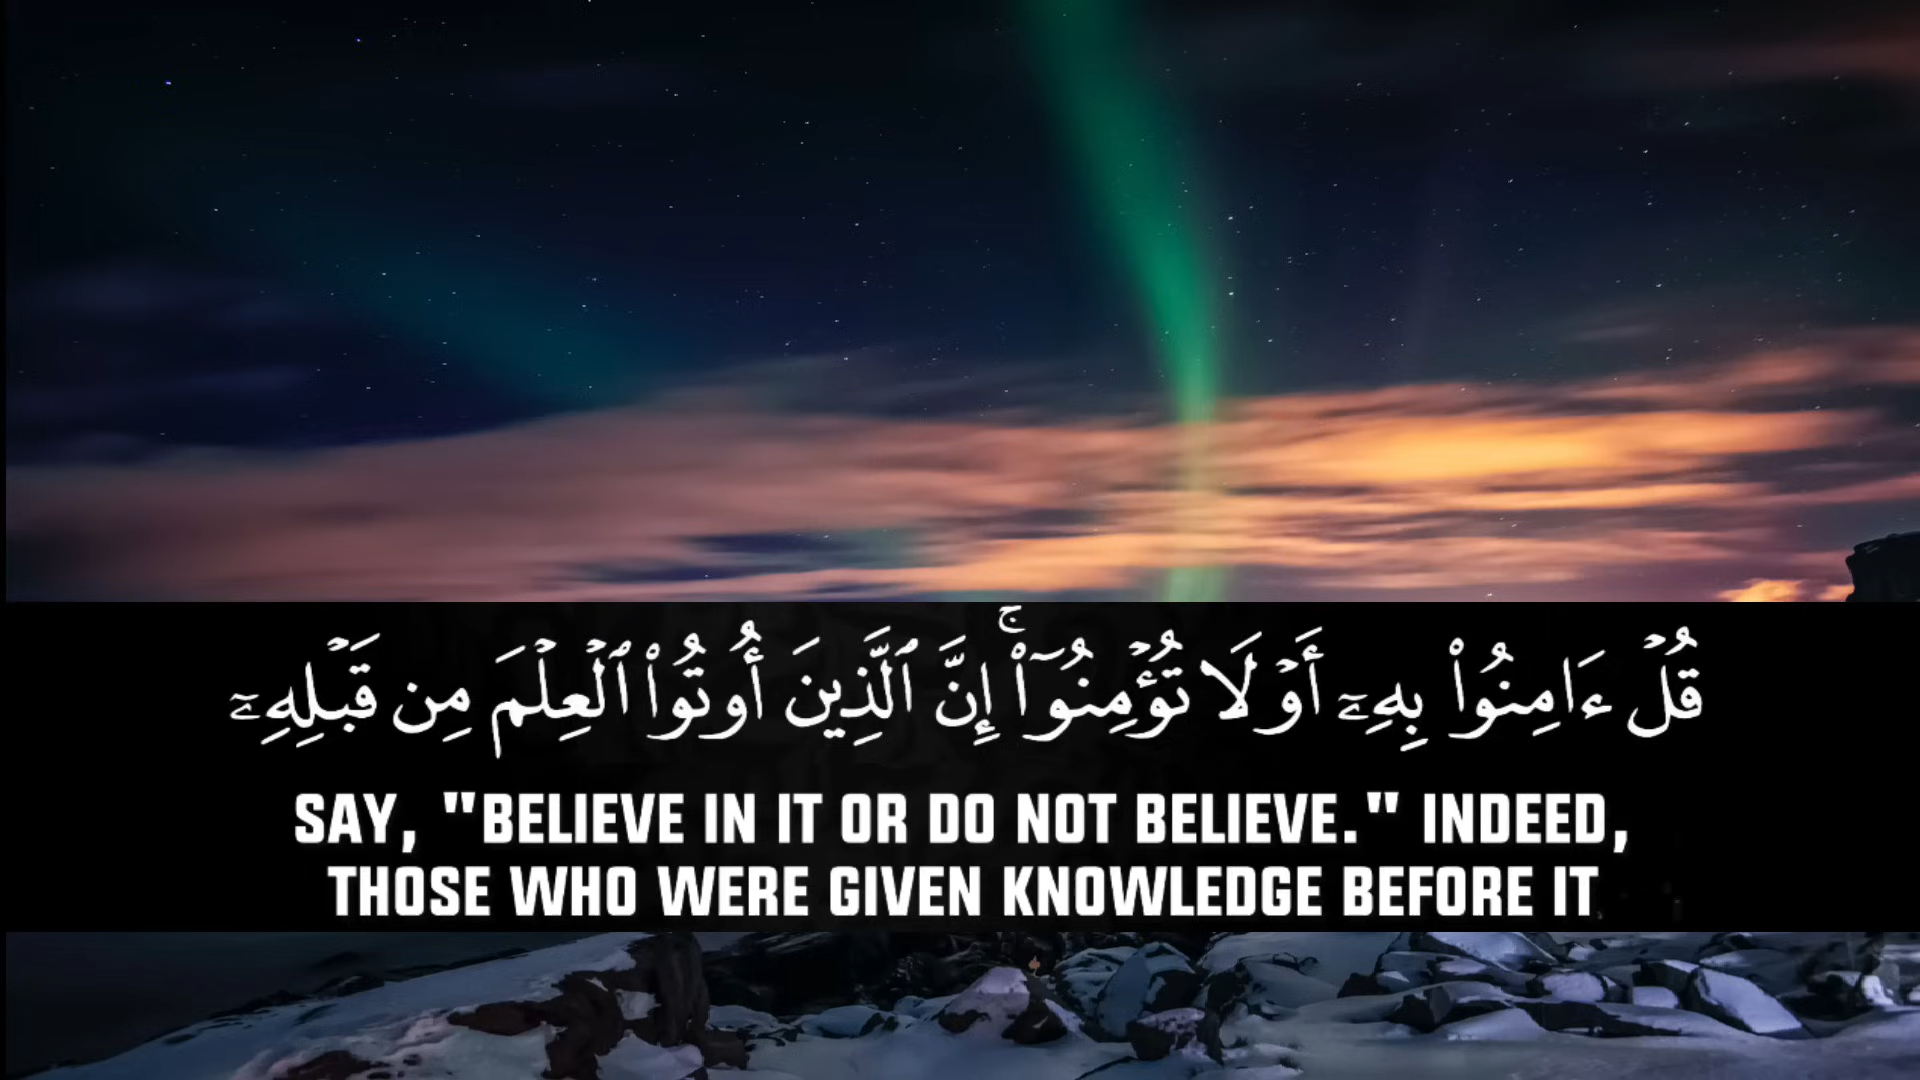 قُلْ ءَامِنُوا۟ بِهِۦٓ أَوْ لَا تُؤْمِنُوٓا۟ ۚ إِنَّ ٱلَّذِينَ أُوتُوا۟ ٱلْعِلْمَ مِن قَبْلِهِۦٓ
SAY, "BELIEVE IN IT OR DO NOT BELIEVE." INDEED,
THOSE WHO WERE GIVEN KNOWLEDGE BEFORE IT